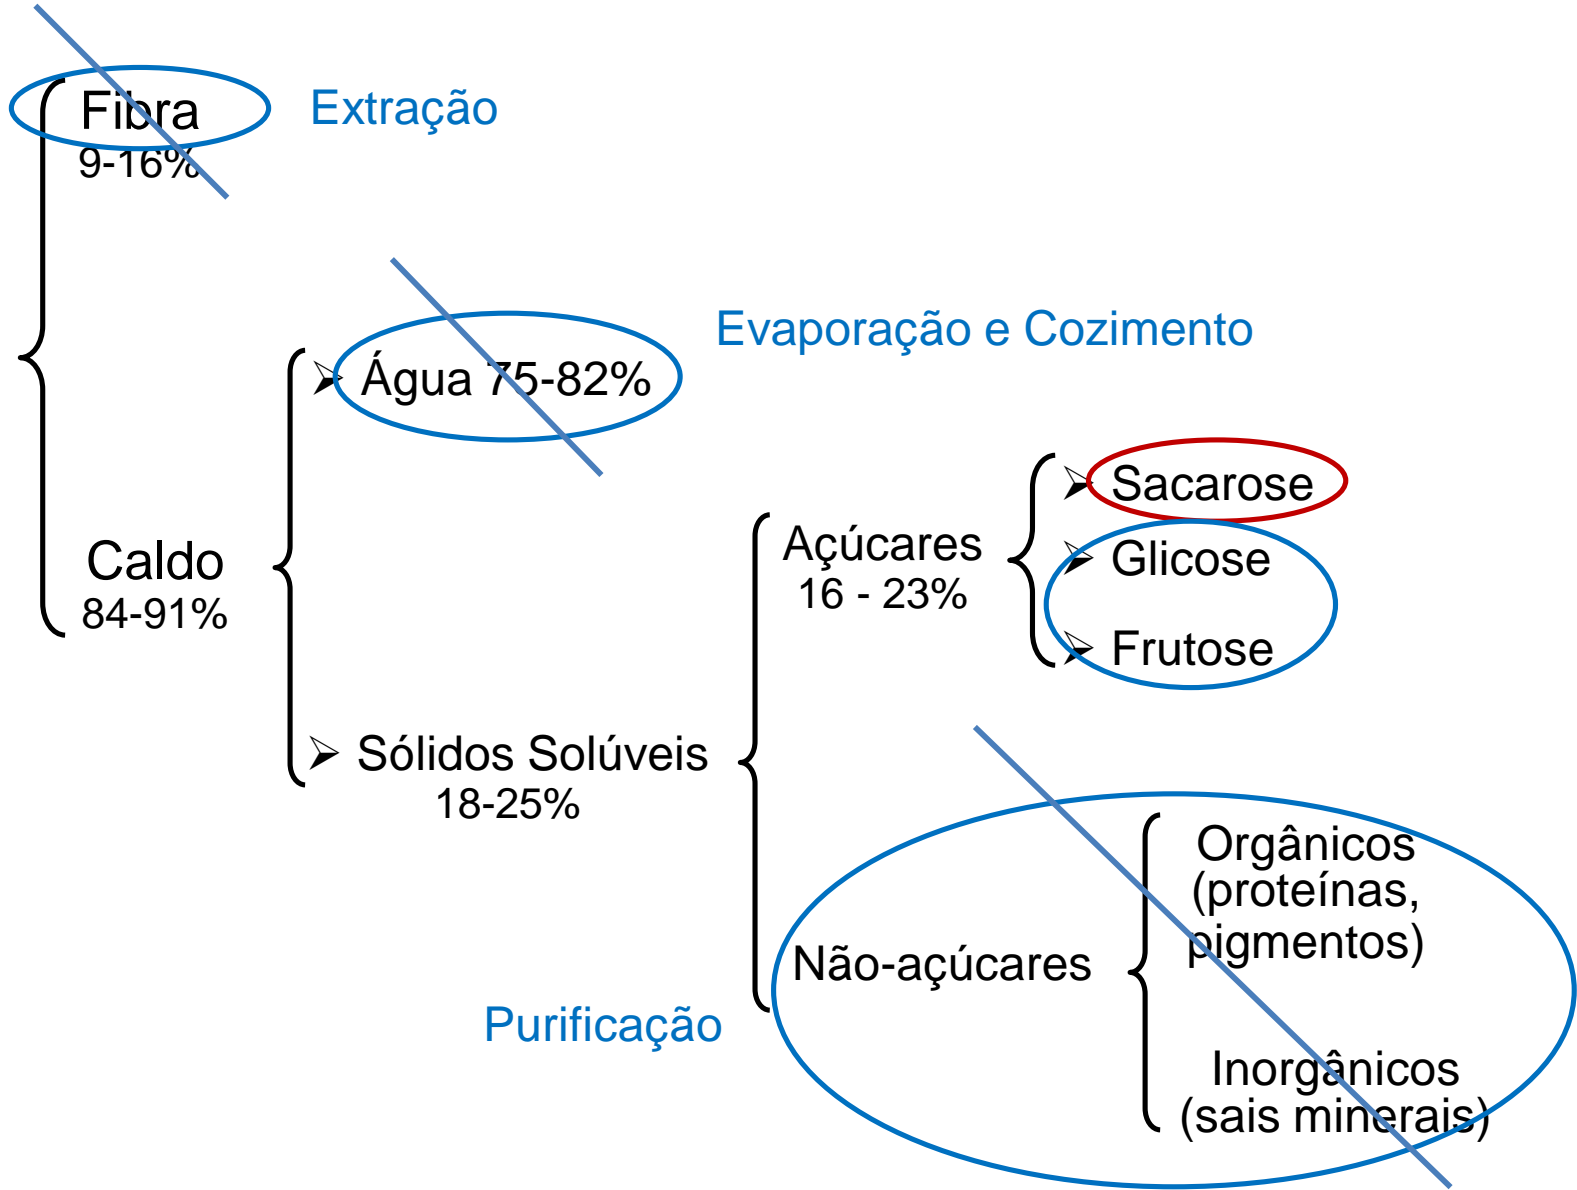 Fibra
9-16%
Extração
Evaporação e Cozimento
Água 75-82%
Caldo
84-91%
Sólidos Solúveis
18-25%
Açúcares
16 - 23%
Sacarose
Glicose
Frutose
Não-açúcares
Orgânicos
(proteínas,
pigmentos)
Inorgânicos
(sais minerais)
Purificação